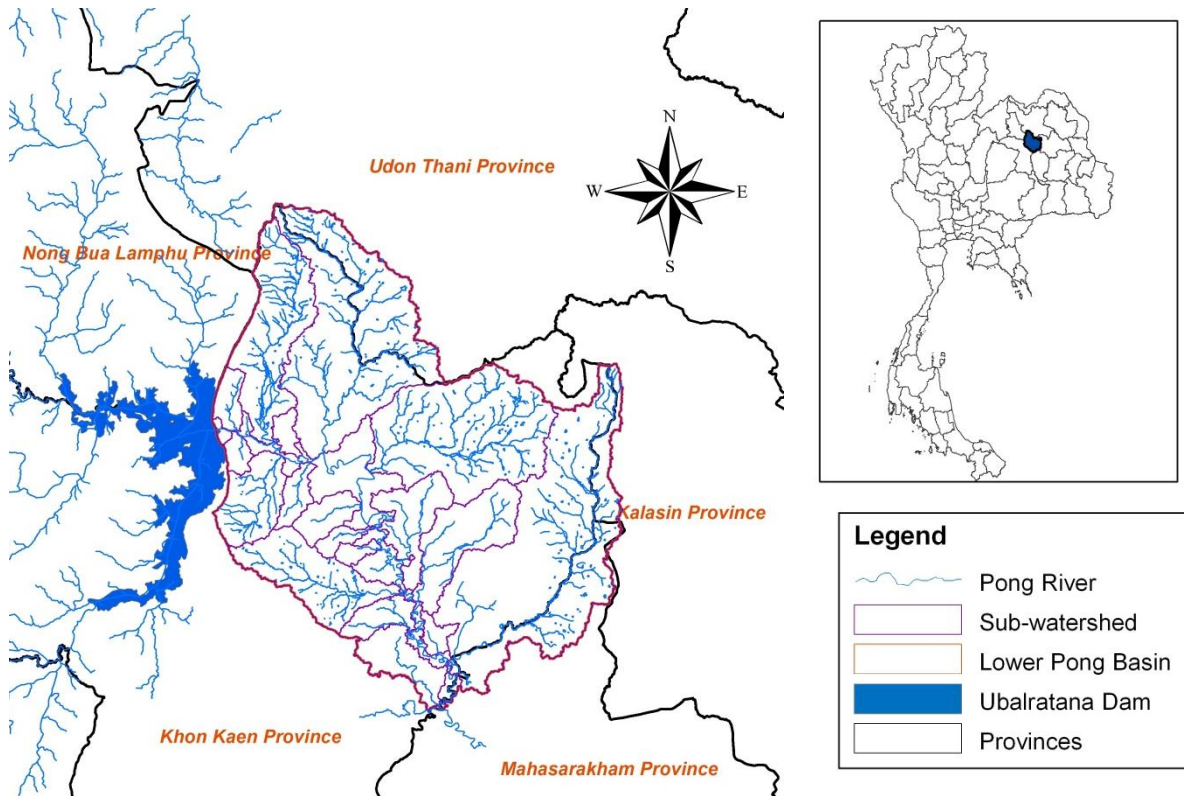 N
Udon Thani Province
W
E
S
Nong Bua Lamphu Province
Kalasin Province
Khon Kaen Province
Mahasarakham Province
Legend
Pong River
Sub-watershed
Lower Pong Basin
Ubalratana Dam
Provinces